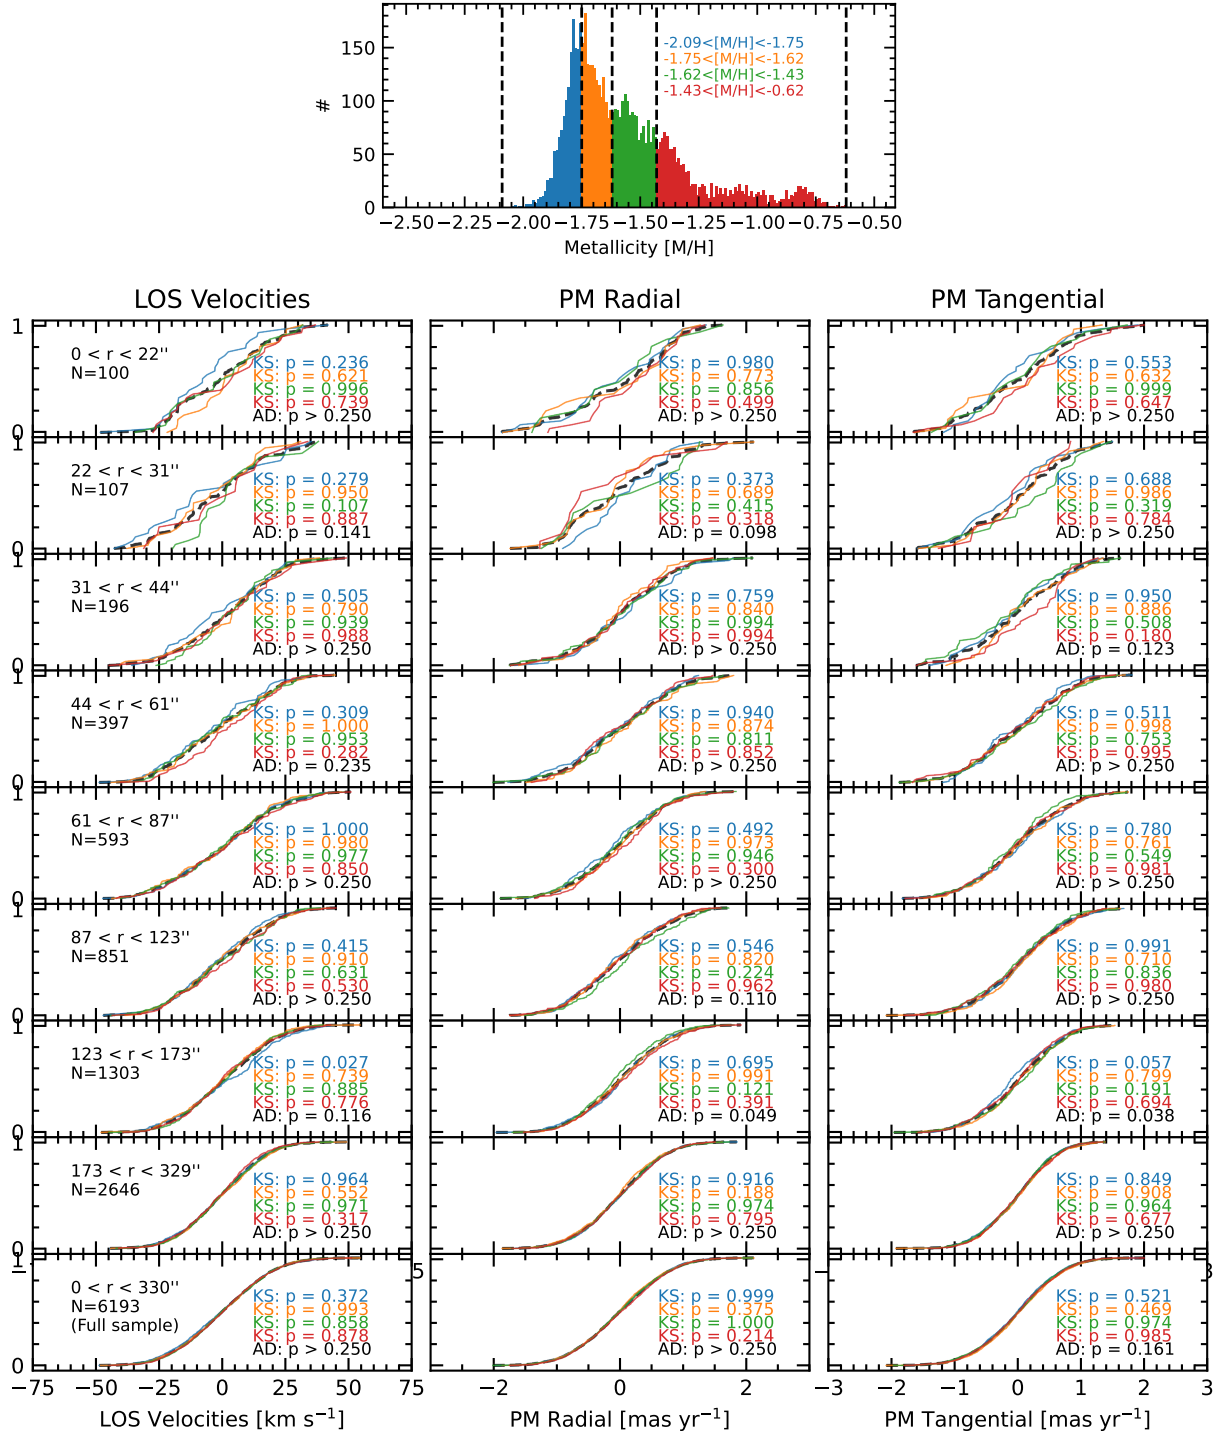 150
100
50
0
#
-2.09<[M/H]<-1.75
-1.75<[M/H]<-1.62
-1.62<[M/H]<-1.43
-1.43<[M/H]<-0.62
−2.50 −2.25 −2.00 −1.75 −1.50 −1.25 −1.00 −0.75 −0.50
Metallicity [M/H]
LOS Velocities PM Radial PM Tangential
1
0 < r < 22''
N=100
KS: p = 0.236
KS: p = 0.621
KS: p = 0.996
KS: p = 0.739
AD: p > 0.250
KS: p = 0.980
KS: p = 0.773
KS: p = 0.856
KS: p = 0.499
AD: p > 0.250
KS: p = 0.553
KS: p = 0.632
KS: p = 0.999
KS: p = 0.647
AD: p > 0.250
0
1
22 < r < 31''
N=107
KS: p = 0.279
KS: p = 0.950
KS: p = 0.107
KS: p = 0.887
AD: p = 0.141
KS: p = 0.373
KS: p = 0.689
KS: p = 0.415
KS: p = 0.318
AD: p = 0.098
KS: p = 0.688
KS: p = 0.986
KS: p = 0.319
KS: p = 0.784
AD: p > 0.250
0
1
31 < r < 44''
N=196
KS: p = 0.505
KS: p = 0.790
KS: p = 0.939
KS: p = 0.988
AD: p > 0.250
KS: p = 0.759
KS: p = 0.840
KS: p = 0.994
KS: p = 0.994
AD: p > 0.250
KS: p = 0.950
KS: p = 0.886
KS: p = 0.508
KS: p = 0.180
AD: p = 0.123
0
1
44 < r < 61''
N=397
KS: p = 0.309
KS: p = 1.000
KS: p = 0.953
KS: p = 0.282
AD: p = 0.235
KS: p = 0.940
KS: p = 0.874
KS: p = 0.811
KS: p = 0.852
AD: p > 0.250
KS: p = 0.511
KS: p = 0.998
KS: p = 0.753
KS: p = 0.995
AD: p > 0.250
0
1
61 < r < 87''
N=593
KS: p = 1.000
KS: p = 0.980
KS: p = 0.977
KS: p = 0.850
AD: p > 0.250
KS: p = 0.492
KS: p = 0.973
KS: p = 0.946
KS: p = 0.300
AD: p > 0.250
KS: p = 0.780
KS: p = 0.761
KS: p = 0.549
KS: p = 0.981
AD: p > 0.250
0
1
87 < r < 123''
N=851
KS: p = 0.415
KS: p = 0.910
KS: p = 0.631
KS: p = 0.530
AD: p > 0.250
KS: p = 0.546
KS: p = 0.820
KS: p = 0.224
KS: p = 0.962
AD: p = 0.110
KS: p = 0.991
KS: p = 0.710
KS: p = 0.836
KS: p = 0.980
AD: p > 0.250
0
1
123 < r < 173''
N=1303
KS: p = 0.027
KS: p = 0.739
KS: p = 0.885
KS: p = 0.776
AD: p = 0.116
KS: p = 0.695
KS: p = 0.991
KS: p = 0.121
KS: p = 0.391
AD: p = 0.049
KS: p = 0.057
KS: p = 0.799
KS: p = 0.191
KS: p = 0.694
AD: p = 0.038
0
1
173 < r < 329''
N=2646
KS: p = 0.964
KS: p = 0.552
KS: p = 0.971
KS: p = 0.317
AD: p > 0.250
KS: p = 0.916
KS: p = 0.188
KS: p = 0.974
KS: p = 0.795
AD: p > 0.250
KS: p = 0.849
KS: p = 0.908
KS: p = 0.964
KS: p = 0.677
AD: p > 0.250
0
1
0 < r < 330''
N=6193
(Full sample)
KS: p = 0.372
KS: p = 0.993
KS: p = 0.858
KS: p = 0.878
AD: p > 0.250
KS: p = 0.999
KS: p = 0.375
KS: p = 1.000
KS: p = 0.214
AD: p > 0.250
KS: p = 0.521
KS: p = 0.469
KS: p = 0.974
KS: p = 0.985
AD: p = 0.161
0
−75 −50 −25 0 25 50 75
−2 0 2
−3 −2 −1 0 1 2 3
LOS Velocities [km s⁻¹] PM Radial [mas yr⁻¹] PM Tangential [mas yr⁻¹]